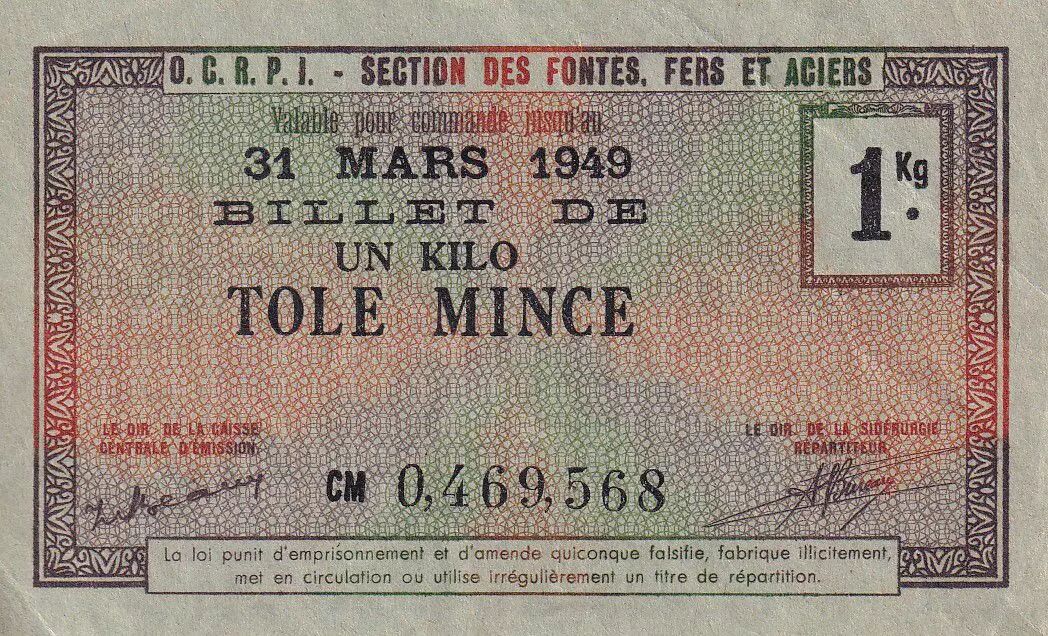 O. C. R. P. I. - SECTION DES FONTES, FERS ET ACIERS
Valable pour commande jusqu'au
31 MARS 1949
1 Kg.
BILLET DE
UN KILO
TOLE MINCE
LE DIR. DE LA CAISSE
CENTRALE D'EMISSION,
LE DIR. DE LA SIDERURGIE
RÉPARTITEUR
CM 0,469,568
La loi punit d'emprisonnement et d'amende quiconque falsifie, fabrique illicitement,
met en circulation ou utilise irrégulièrement un titre de répartition.